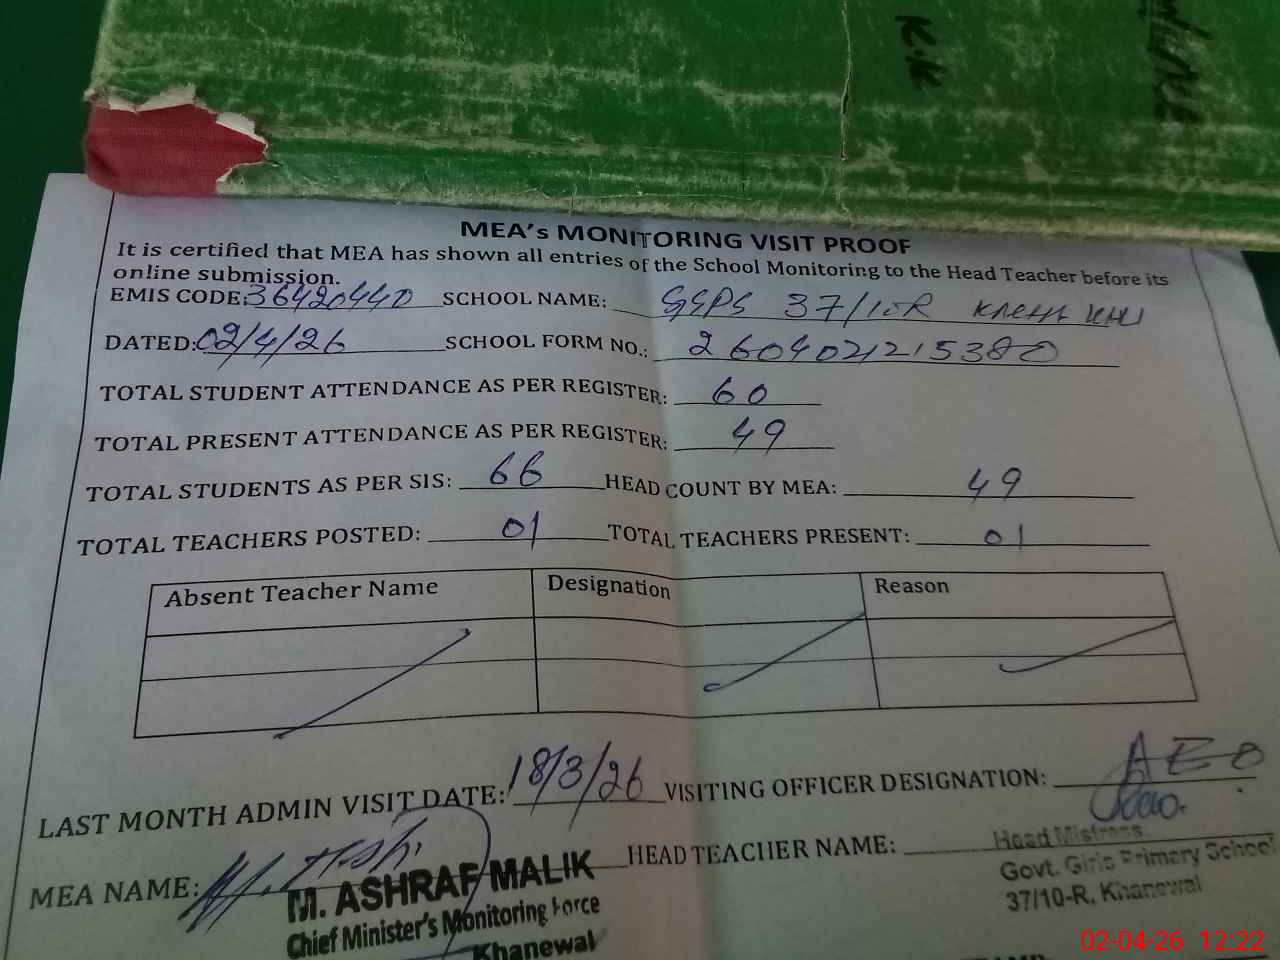 K.K
MEA's MONITORING VISIT PROOF
It is certified that MEA has shown all entries of the School Monitoring to the Head Teacher before its
online submission.
EMIS CODE: 36420440 SCHOOL NAME: GGPS 37/10R
DATED: 02/4/26 SCHOOL FORM NO.: 2604021215380
TOTAL STUDENT ATTENDANCE AS PER REGISTER: 60
TOTAL PRESENT ATTENDANCE AS PER REGISTER: 49
TOTAL STUDENTS AS PER SIS: 66 HEAD COUNT BY MEA: 49
TOTAL TEACHERS POSTED: 01 TOTAL TEACHERS PRESENT: 01
Absent Teacher Name Designation Reason
LAST MONTH ADMIN VISIT DATE: 18/3/26 VISITING OFFICER DESIGNATION: AEO
MEA NAME: HEAD TEACHER NAME:
M. ASHRAF MALIK
Chief Minister's Monitoring Force
Khanewal
Head Mistress
Govt. Girls Primary School
37/10-R, Khanewal
02-04-26 12:22